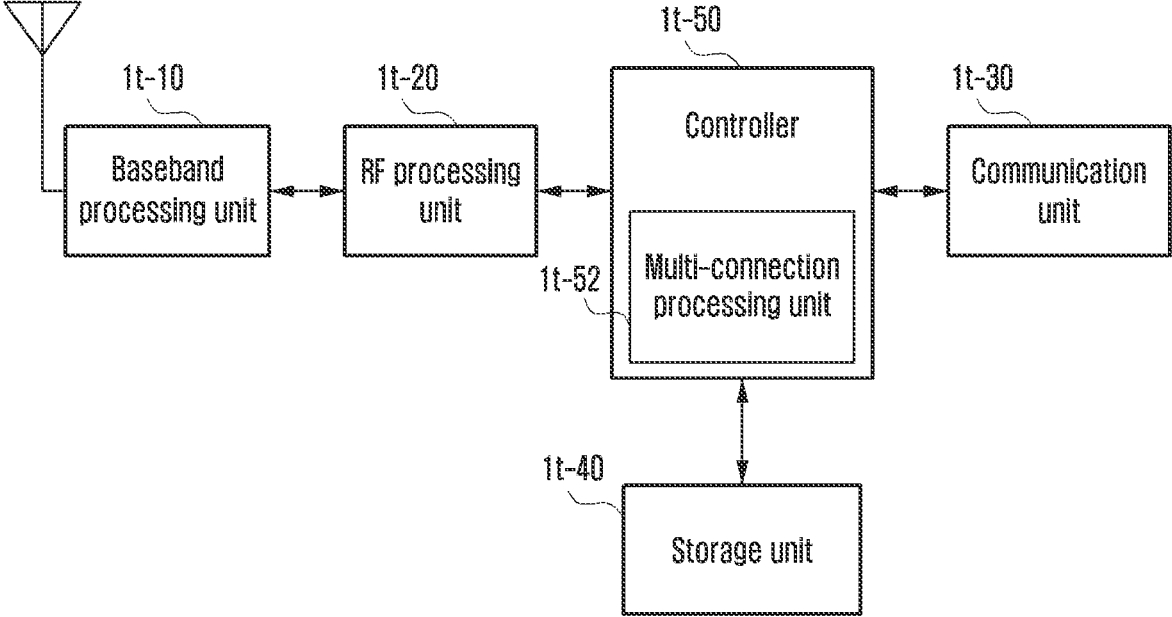 1t-50
1t-10
1t-20
1t-30
Controller
Baseband
processing unit
RF processing
unit
Communication
unit
1t-52
Multi-connection
processing unit
1t-40
Storage unit